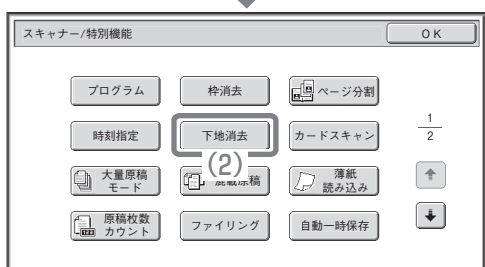 スキャナー/特別機能
OK
プログラム
枠消去
ページ分割
時刻指定
下地消去
カードスキャン
1
2
(2)
大量原稿
モード
混載原稿
薄紙
読み込み
原稿枚数
カウント
ファイリング
自動一時保存